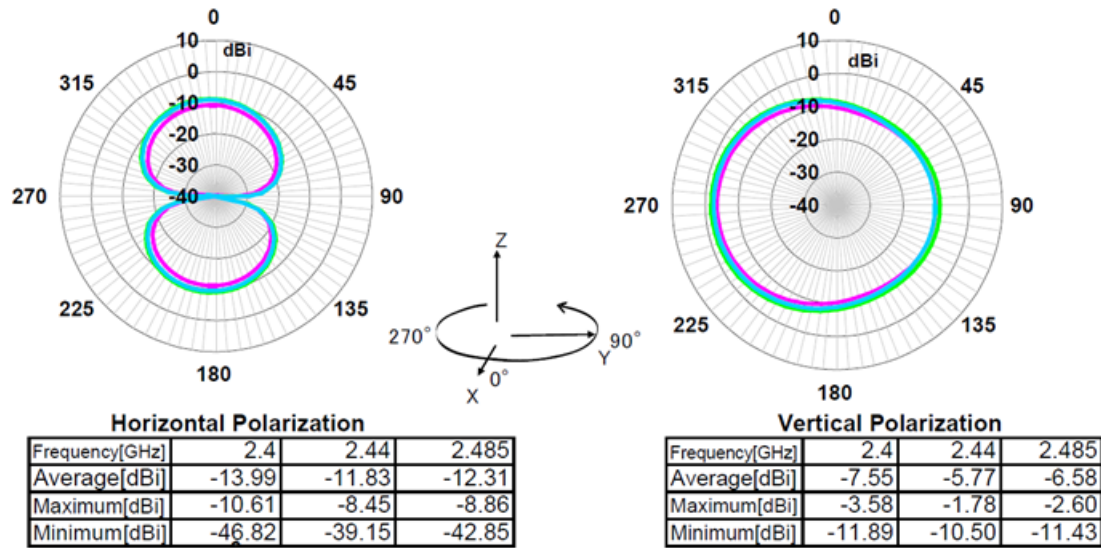 0
10
dBi
0
-10
-20
-30
-40
45
90
135
180
225
270
315
0
10
dBi
0
-10
-20
-30
-40
45
90
135
180
225
270
315
Z
270°
90°
Y
0°
X
Horizontal Polarization
Frequency[GHz] 2.4 2.44 2.485
Average[dBi] -13.99 -11.83 -12.31
Maximum[dBi] -10.61 -8.45 -8.86
Minimum[dBi] -46.82 -39.15 -42.85
Vertical Polarization
Frequency[GHz] 2.4 2.44 2.485
Average[dBi] -7.55 -5.77 -6.58
Maximum[dBi] -3.58 -1.78 -2.60
Minimum[dBi] -11.89 -10.50 -11.43